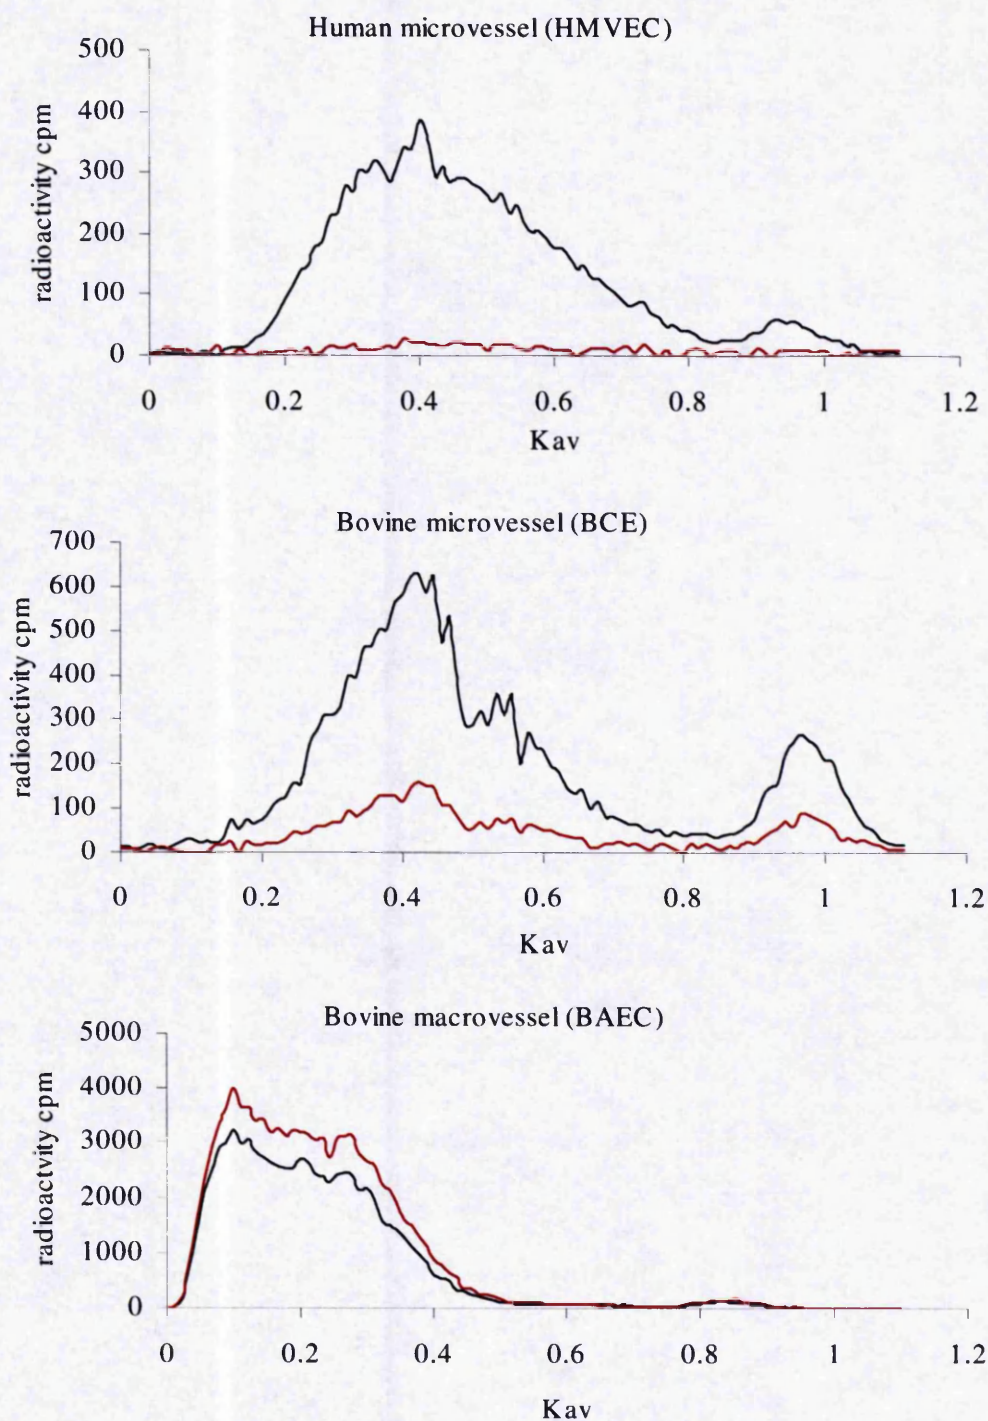 Human microvessel (HMVEC)
500
400
300
200
100
0
radioactivity cpm
0 0.2 0.4 0.6 0.8 1 1.2
Kav
Bovine microvessel (BCE)
700
600
500
400
300
200
100
0
radioactivity cpm
0 0.2 0.4 0.6 0.8 1 1.2
Kav
Bovine macrovessel (BAEC)
5000
4000
3000
2000
1000
0
radioactvity cpm
0 0.2 0.4 0.6 0.8 1 1.2
Kav